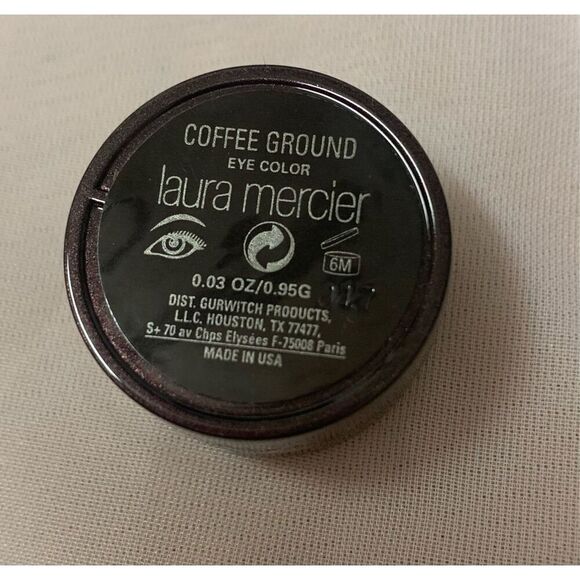 COFFEE GROUND
EYE COLOR
laura mercier
6M
0.03 OZ/0.95G
DIST. GURWITCH PRODUCTS,
L.L.C. HOUSTON, TX 77477,
S+ 70 av Chps Elysées F-75008 Paris
MADE IN USA